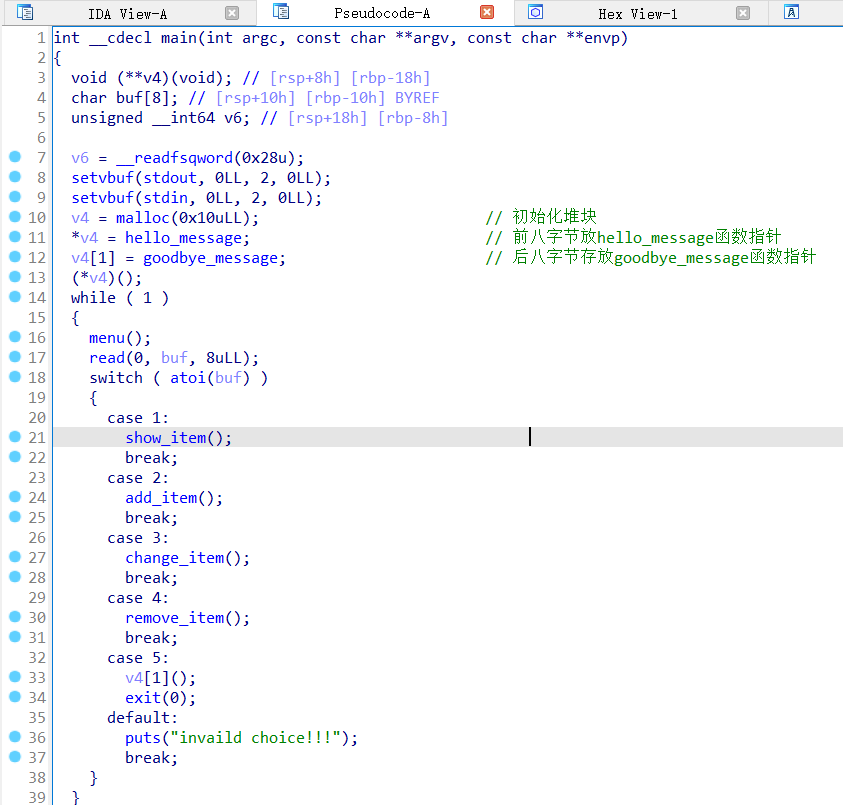 IDA View-A Pseudocode-A Hex View-1 A
1 int __cdecl main(int argc, const char **argv, const char **envp)
2 {
3 void (**v4)(void); // [rsp+8h] [rbp-18h]
4 char buf[8]; // [rsp+10h] [rbp-10h] BYREF
5 unsigned __int64 v6; // [rsp+18h] [rbp-8h]
6
7 v6 = __readfsqword(0x28u);
8 setvbuf(stdout, 0LL, 2, 0LL);
9 setvbuf(stdin, 0LL, 2, 0LL);
10 v4 = malloc(0x10uLL); // 初始化堆块
11 *v4 = hello_message; // 前八字节放hello_message函数指针
12 v4[1] = goodbye_message; // 后八字节存放goodbye_message函数指针
13 (*v4)();
14 while ( 1 )
15 {
16 menu();
17 read(0, buf, 8uLL);
18 switch ( atoi(buf) )
19 {
20 case 1:
21 show_item();
22 break;
23 case 2:
24 add_item();
25 break;
26 case 3:
27 change_item();
28 break;
29 case 4:
30 remove_item();
31 break;
32 case 5:
33 v4[1]();
34 exit(0);
35 default:
36 puts("invaild choice!!!");
37 break;
38 }
39 }